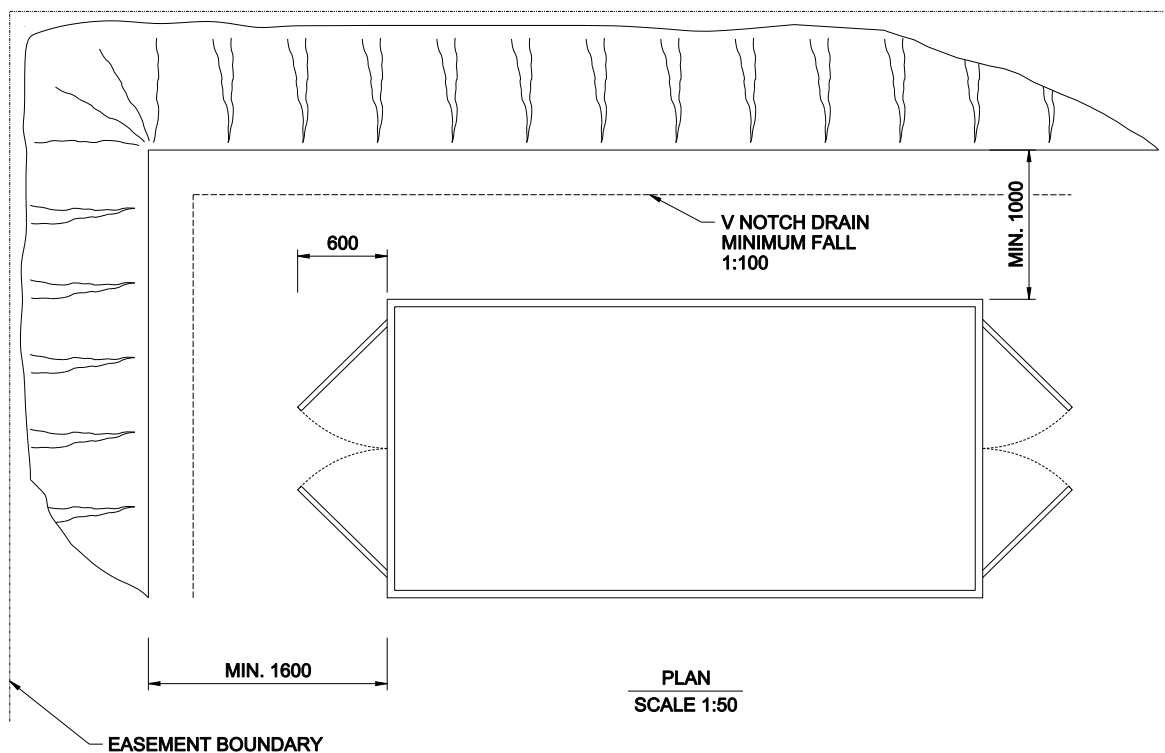 V NOTCH DRAIN
MINIMUM FALL
1:100
MIN. 1000
600
MIN. 1600
PLAN
SCALE 1:50
EASEMENT BOUNDARY